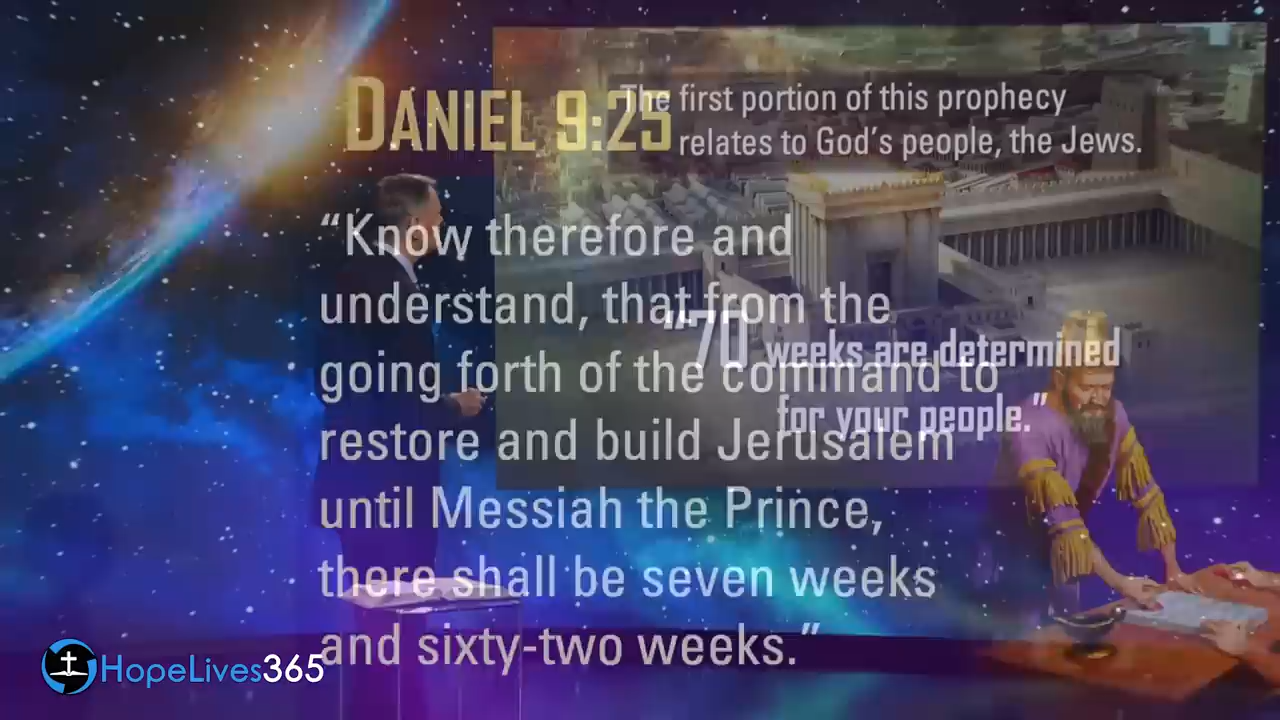 DANIEL 9:25
The first portion of this prophecy
relates to God's people, the Jews.
“Know therefore and
understand, that from the
going forth of the command to
restore and build Jerusalem
until Messiah the Prince,
there shall be seven weeks
and sixty-two weeks.”
“70 weeks are determined
for your people.”
HopeLives365